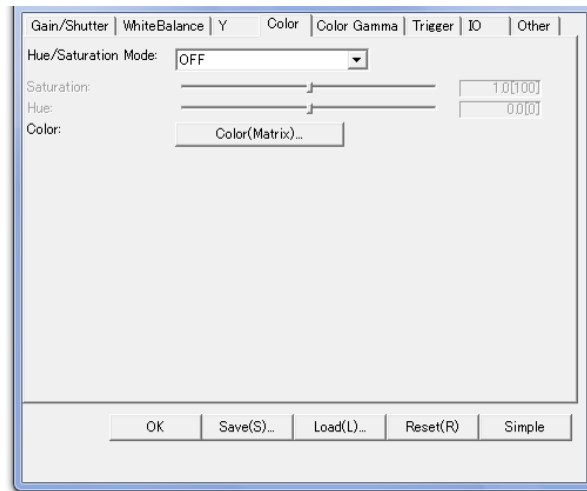 Gain/Shutter WhiteBalance Y Color Color Gamma Trigger IO Other
Hue/Saturation Mode: OFF
Saturation: 1.0[100]
Hue: 0.0[0]
Color: Color(Matrix)...
OK Save(S)... Load(L)... Reset(R) Simple